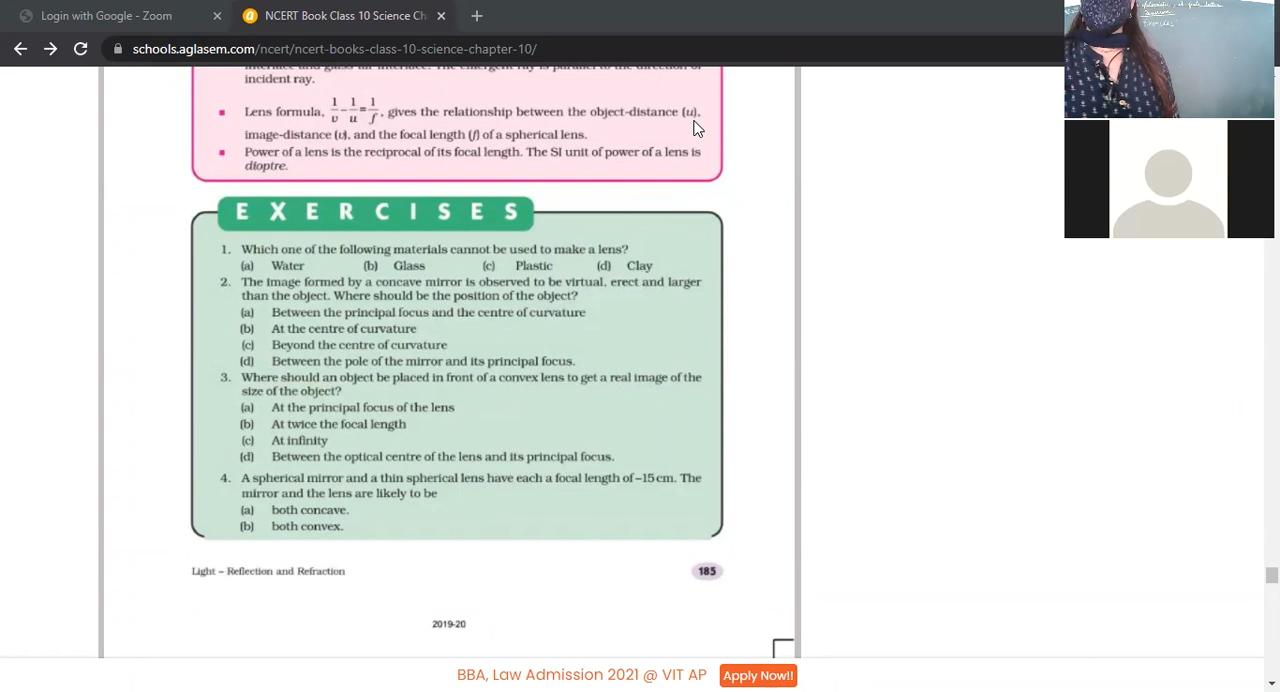 Login with Google - Zoom
NCERT Book Class 10 Science Ch
schools.aglasem.com/ncert/ncert-books-class-10-science-chapter-10/
incident ray.
Lens formula, 1/v - 1/u = 1/f, gives the relationship between the object-distance (u),
image-distance (v), and the focal length (f) of a spherical lens.
Power of a lens is the reciprocal of its focal length. The SI unit of power of a lens is
dioptre.
EXERCISES
1. Which one of the following materials cannot be used to make a lens?
(a) Water (b) Glass (c) Plastic (d) Clay
2. The image formed by a concave mirror is observed to be virtual, erect and larger
than the object. Where should be the position of the object?
(a) Between the principal focus and the centre of curvature
(b) At the centre of curvature
(c) Beyond the centre of curvature
(d) Between the pole of the mirror and its principal focus.
3. Where should an object be placed in front of a convex lens to get a real image of the
size of the object?
(a) At the principal focus of the lens
(b) At twice the focal length
(c) At infinity
(d) Between the optical centre of the lens and its principal focus.
4. A spherical mirror and a thin spherical lens have each a focal length of –15 cm. The
mirror and the lens are likely to be
(a) both concave.
(b) both convex.
Light – Reflection and Refraction
185
2019-20
BBA, Law Admission 2021 @ VIT AP
Apply Now!!